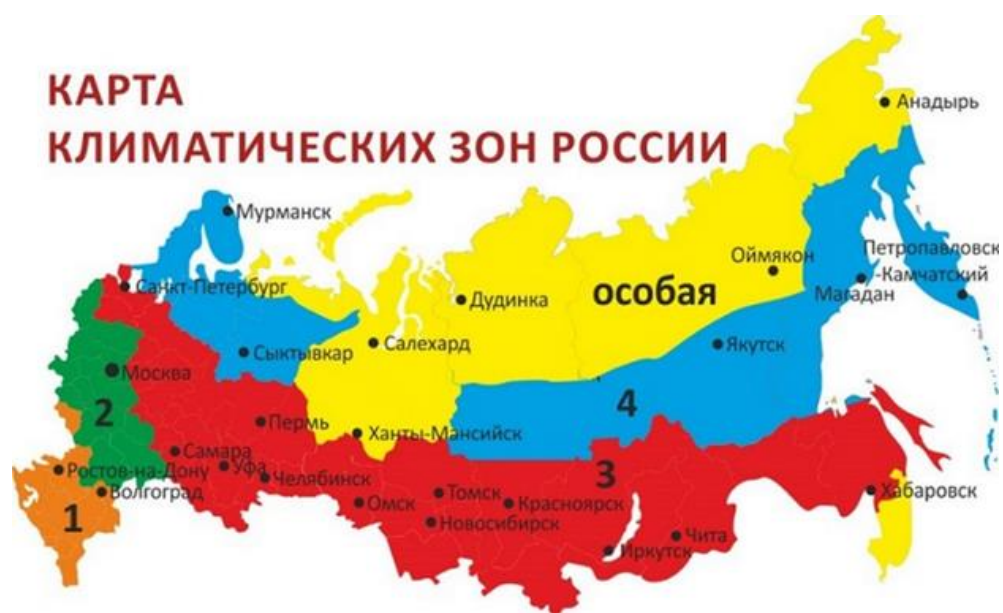 КАРТА
КЛИМАТИЧЕСКИХ ЗОН РОССИИ
Анадырь
Мурманск
Петропавловск
-Камчатский
Оймякон
Магадан
особая
Санкт-Петербург
Дудинка
Салехард
Сыктывкар
Якутск
Москва
2
4
Пермь
Ханты-Мансийск
Самара
Ростов-на-Дону
Уфа
Челябинск
3
Волгоград
Томск
Омск
Красноярск
Хабаровск
1
Новосибирск
Чита
Иркутск